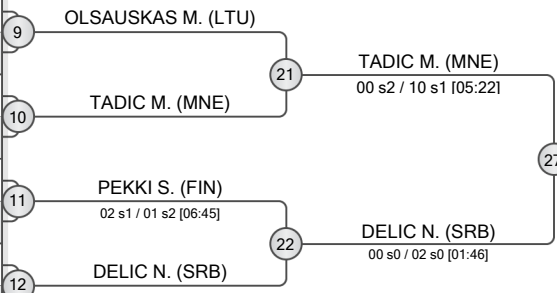 OLSAUSKAS M. (LTU)
9
21
TADIC M. (MNE)
00 s2 / 10 s1 [05:22]
TADIC M. (MNE)
10
27
PEKKI S. (FIN)
11
02 s1 / 01 s2 [06:45]
22
DELIC N. (SRB)
00 s0 / 02 s0 [01:46]
DELIC N. (SRB)
12